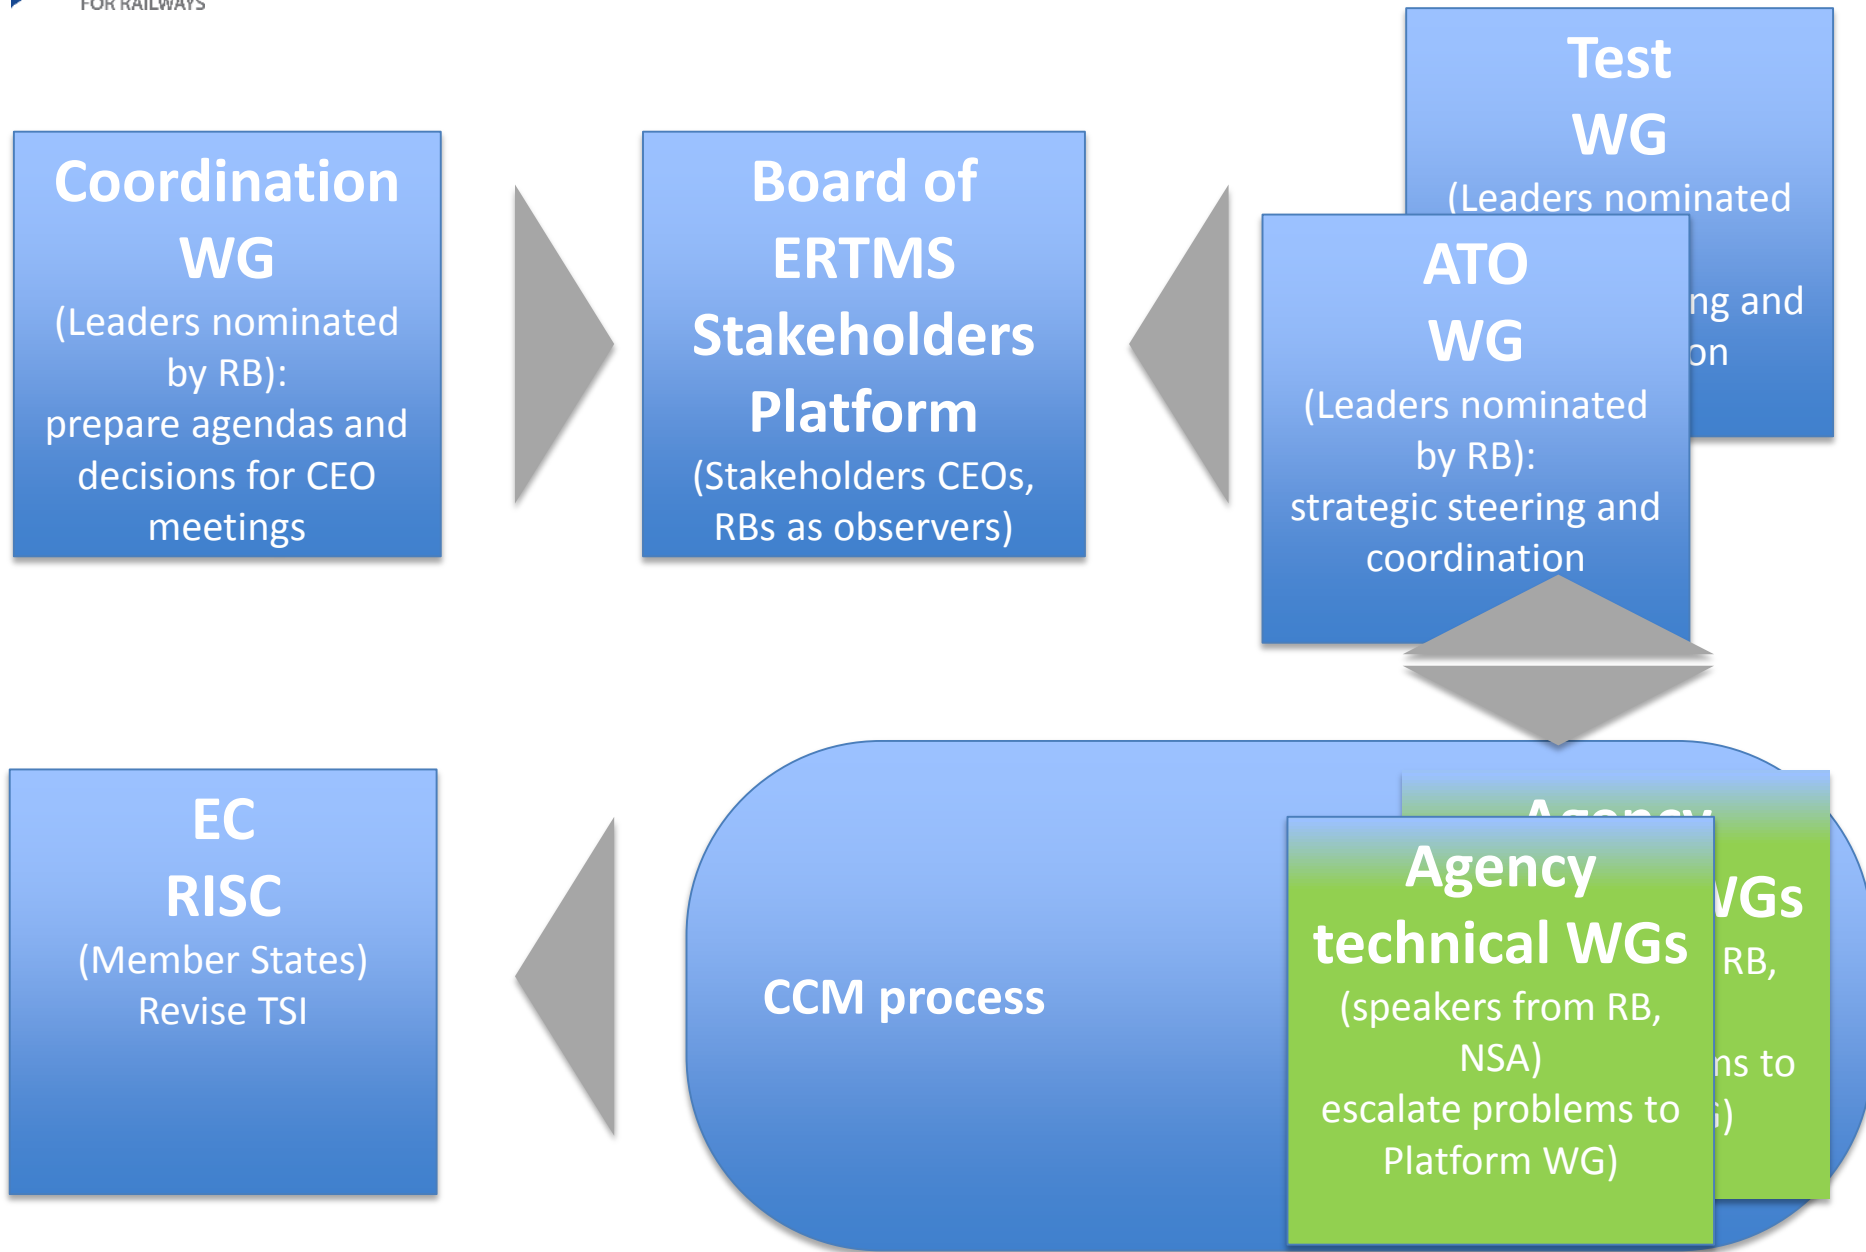 FOR RAILWAYS
Coordination
WG
(Leaders nominated
by RB):
prepare agendas and
decisions for CEO
meetings
Board of
ERTMS
Stakeholders
Platform
(Stakeholders CEOs,
RBs as observers)
Test
WG
(Leaders nominated
and
ATO
WG
(Leaders nominated
by RB):
strategic steering and
coordination
EC
RISC
(Member States)
Revise TSI
CCM process
Agency
WGs
RB,
to
Agency
technical WGs
(speakers from RB,
NSA)
escalate problems to
Platform WG)